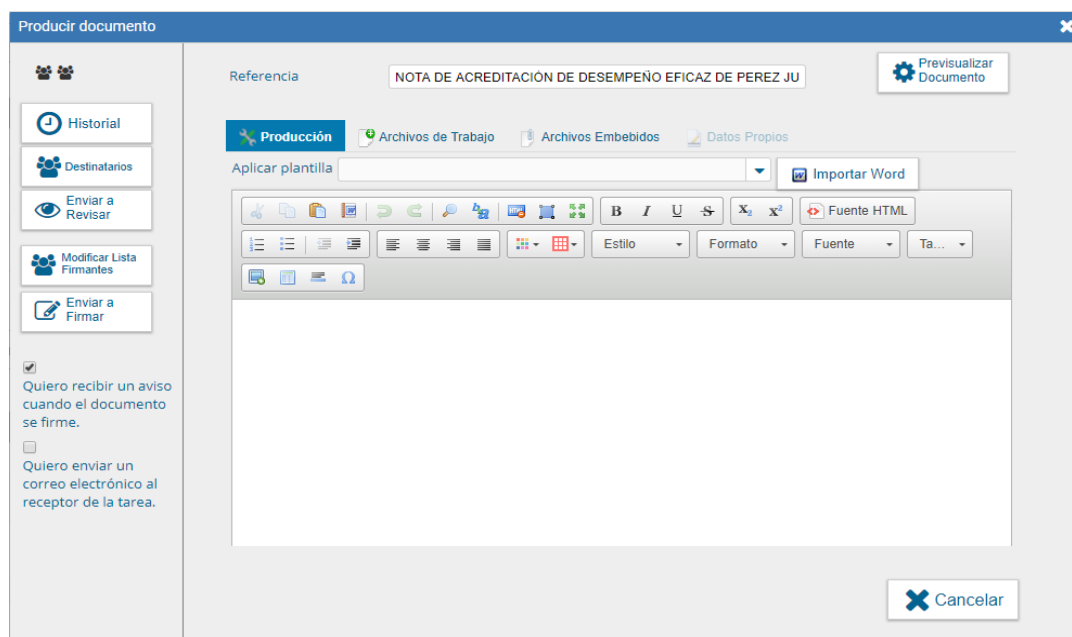 Producir documento
Historial
Destinatarios
Enviar a
Revisar
Modificar Lista
Firmantes
Enviar a
Firmar
Quiero recibir un aviso
cuando el documento
se firme.
Quiero enviar un
correo electrónico al
receptor de la tarea.
Referencia
NOTA DE ACREDITACIÓN DE DESEMPEÑO EFICAZ DE PEREZ JU
Previsualizar
Documento
Producción
Archivos de Trabajo
Archivos Embebidos
Datos Propios
Aplicar plantilla
Importar Word
B I U S X₂ X² Fuente HTML
Estilo Formato Fuente Ta...
Ω
Cancelar